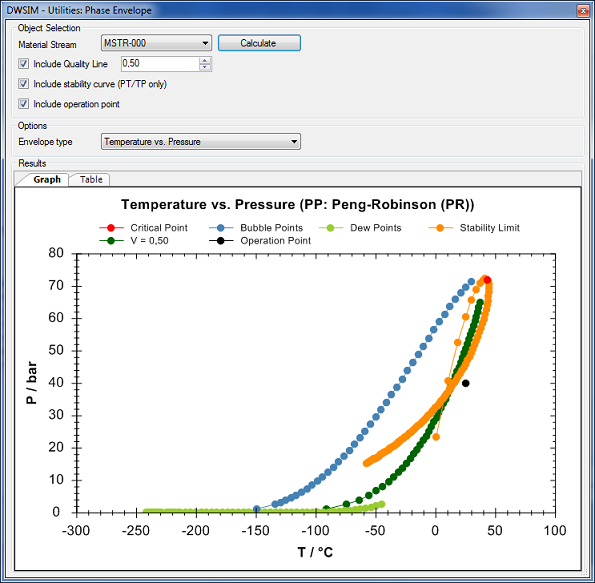 DWSIM - Utilities: Phase Envelope
Object Selection
Material Stream MSTR-000 Calculate
Include Quality Line 0,50
Include stability curve (PT/TP only)
Include operation point
Options
Envelope type Temperature vs. Pressure
Results
Graph Table
Temperature vs. Pressure (PP: Peng-Robinson (PR))
Critical Point Bubble Points Dew Points Stability Limit
V = 0,50 Operation Point
80
70
60
50
40
30
20
10
0
P / bar
-300 -250 -200 -150 -100 -50 0 50 100
T / °C